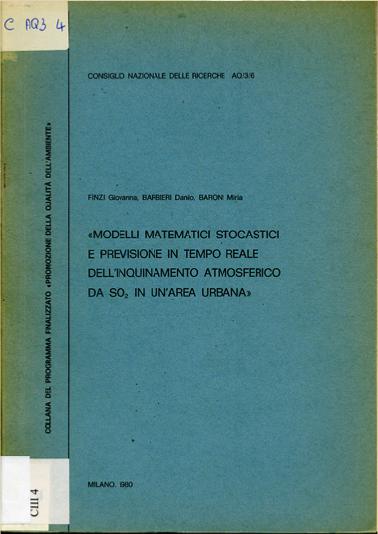 C AQ3 4
CONSIGLIO NAZIONALE DELLE RICERCHE AQ/3/6
COLLANA DEL PROGRAMMA FINALIZZATO «PROMOZIONE DELLA QUALITÀ DELL'AMBIENTE»
FINZI Giovanna, BARBIERI Danio, BARONI Miria
«MODELLI MATEMATICI STOCASTICI
E PREVISIONE IN TEMPO REALE
DELL'INQUINAMENTO ATMOSFERICO
DA SO₂ IN UN'AREA URBANA»
CIII 4
MILANO, 1980